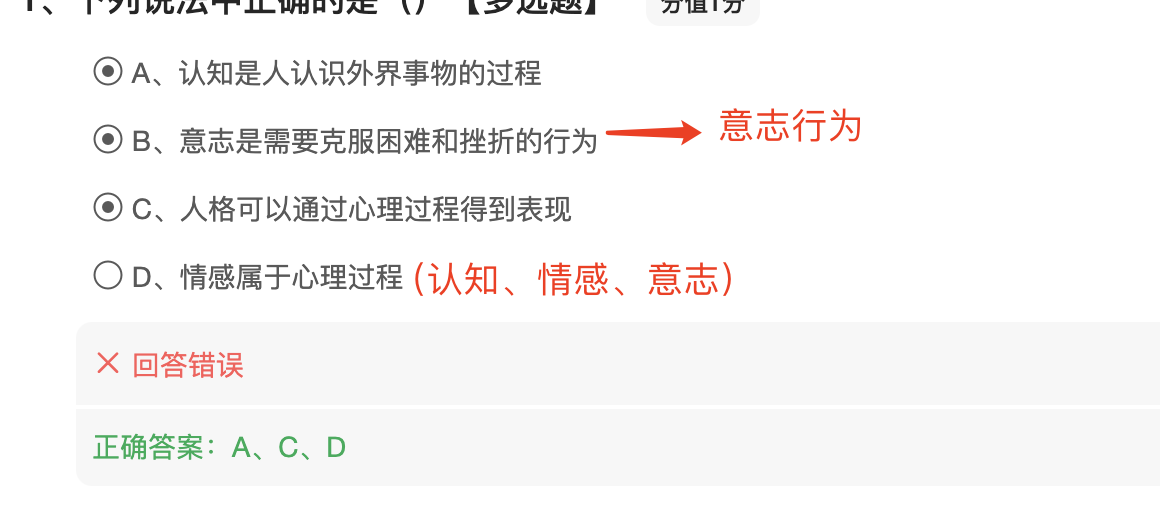 1、下列说法中正确的是（）【多选题】 分值1分
A、认知是人认识外界事物的过程
B、意志是需要克服困难和挫折的行为 意志行为
C、人格可以通过心理过程得到表现
D、情感属于心理过程 (认知、情感、意志)
回答错误
正确答案：A、C、D